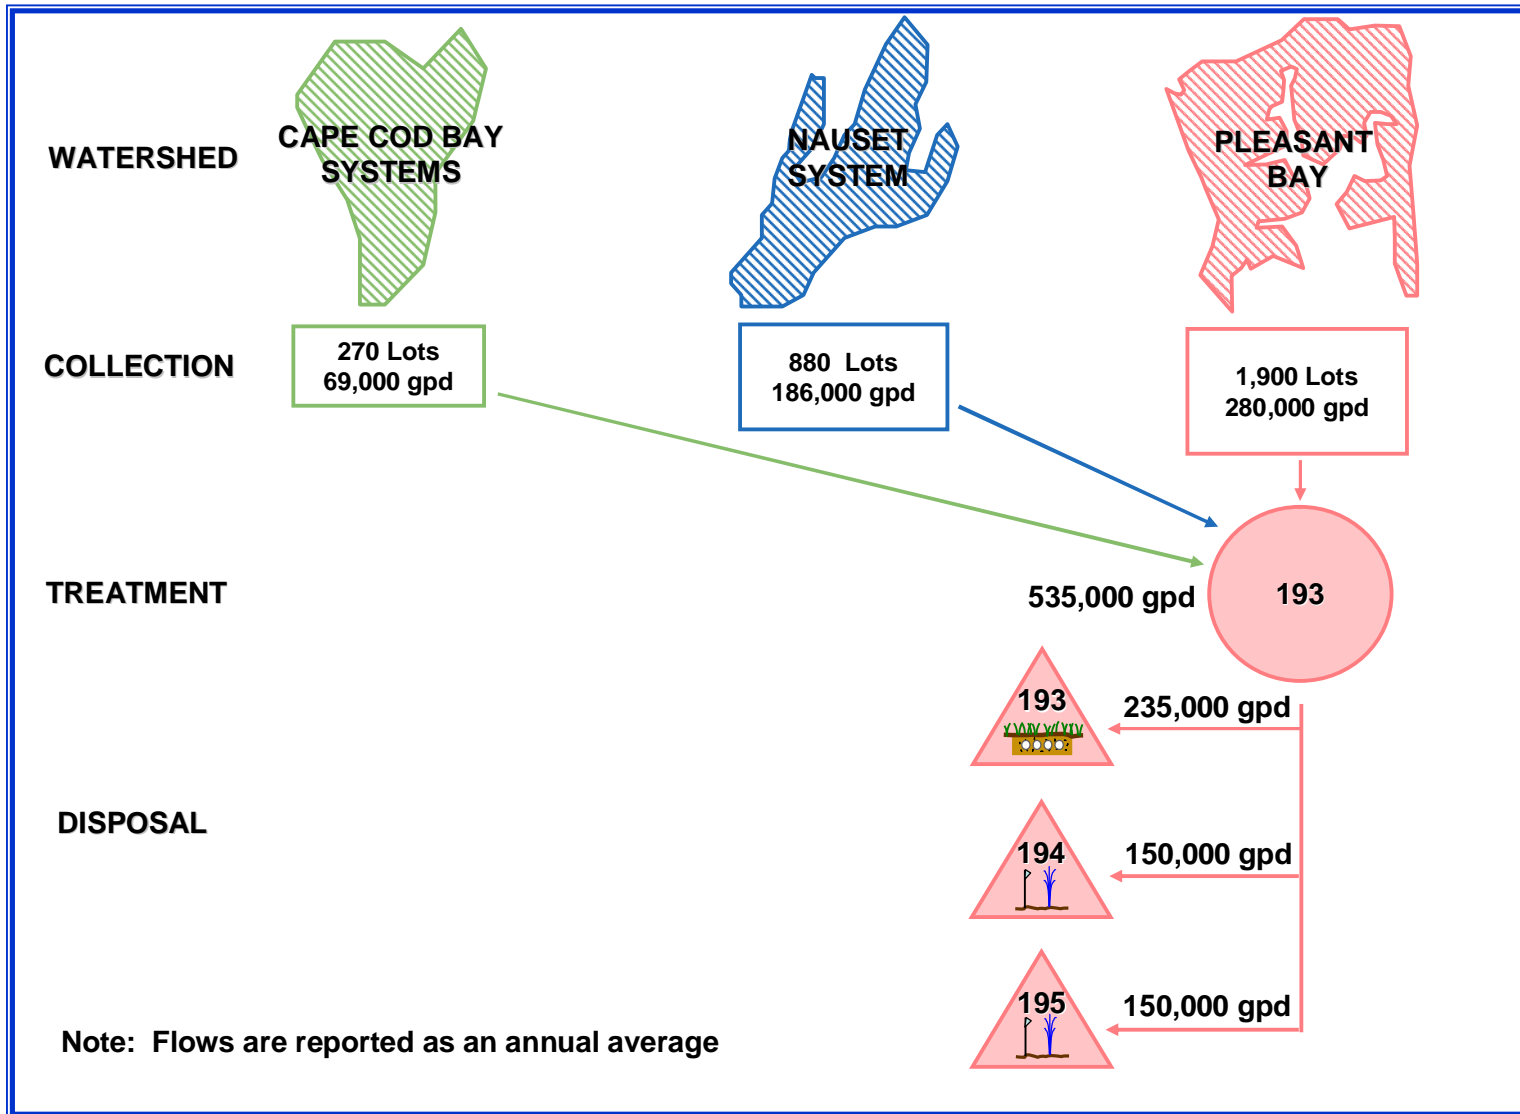 WATERSHED
CAPE COD BAY
SYSTEMS
NAUSET
SYSTEM
PLEASANT
BAY
COLLECTION
270 Lots
69,000 gpd
880 Lots
186,000 gpd
1,900 Lots
280,000 gpd
TREATMENT
535,000 gpd
193
DISPOSAL
193
235,000 gpd
194
150,000 gpd
195
150,000 gpd
Note: Flows are reported as an annual average